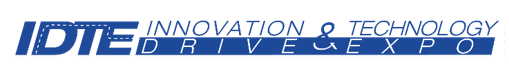 IDTE INNOVATION & TECHNOLOGY
DRIVE & EXPO